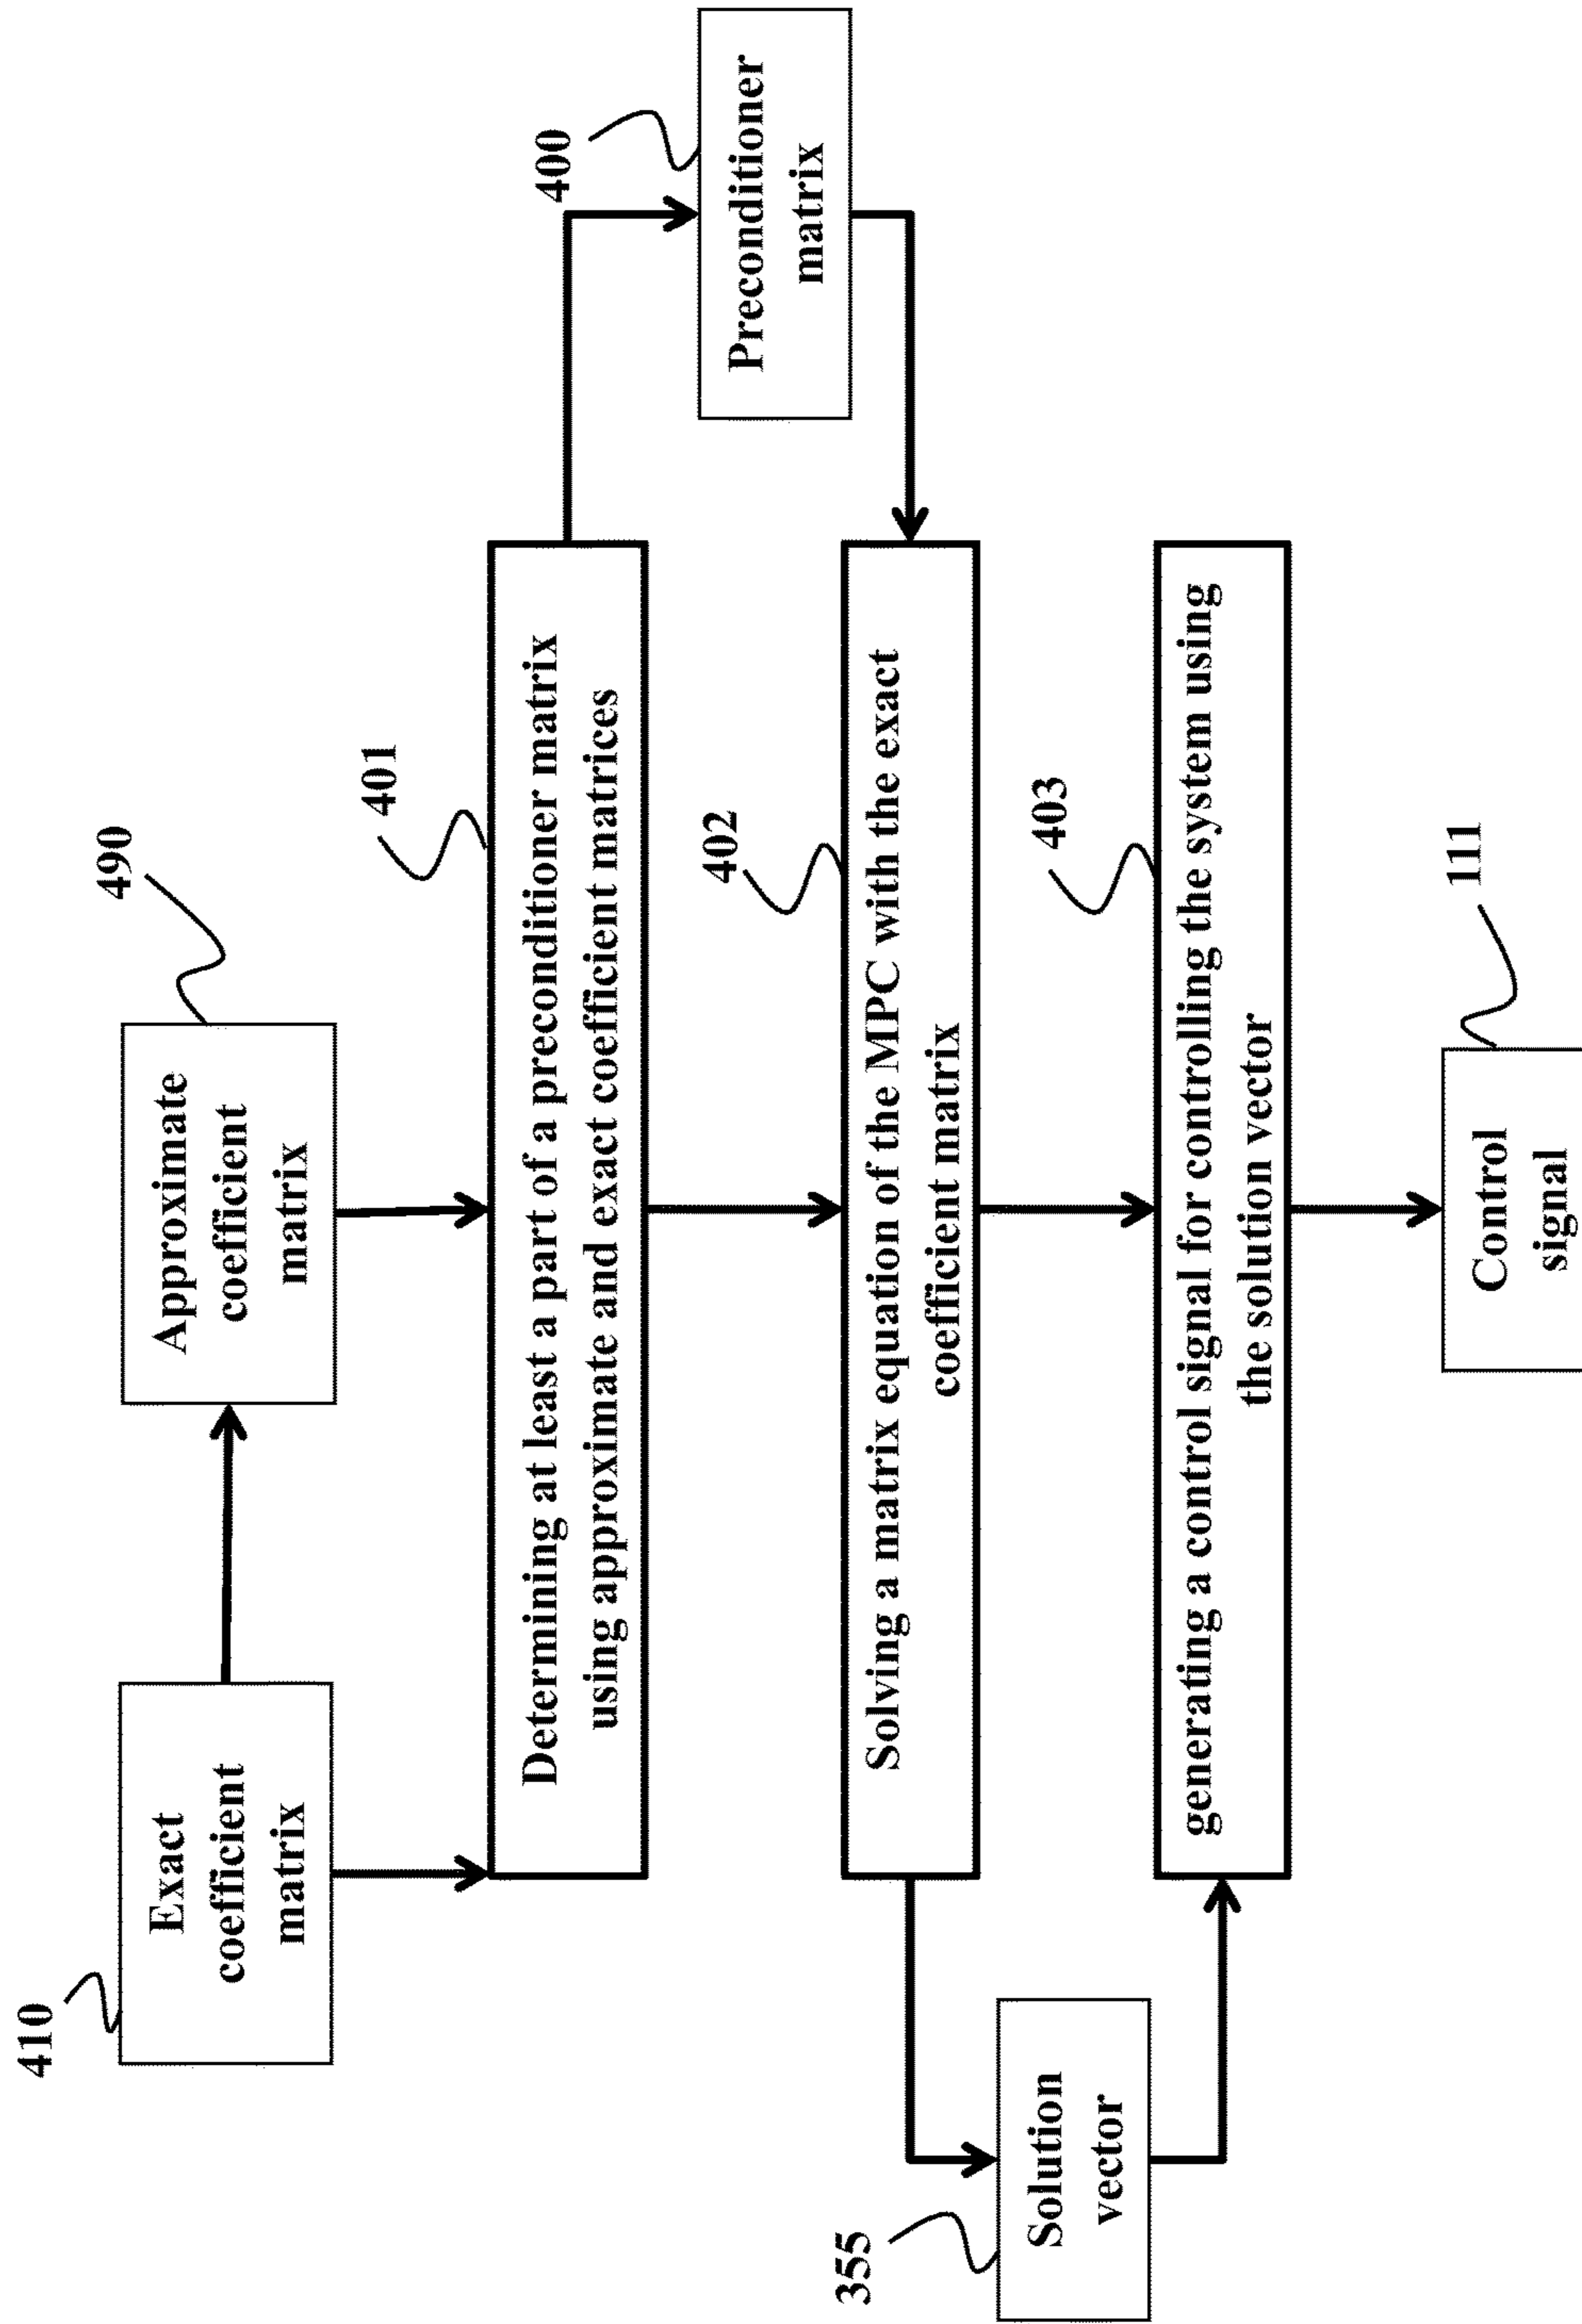 410
Exact
coefficient
matrix
490
Approximate
coefficient
matrix
401
Determining at least a part of a preconditioner matrix
using approximate and exact coefficient matrices
400
Preconditioner
matrix
402
Solving a matrix equation of the MPC with the exact
coefficient matrix
355
Solution
vector
403
generating a control signal for controlling the system using
the solution vector
111
Control
signal